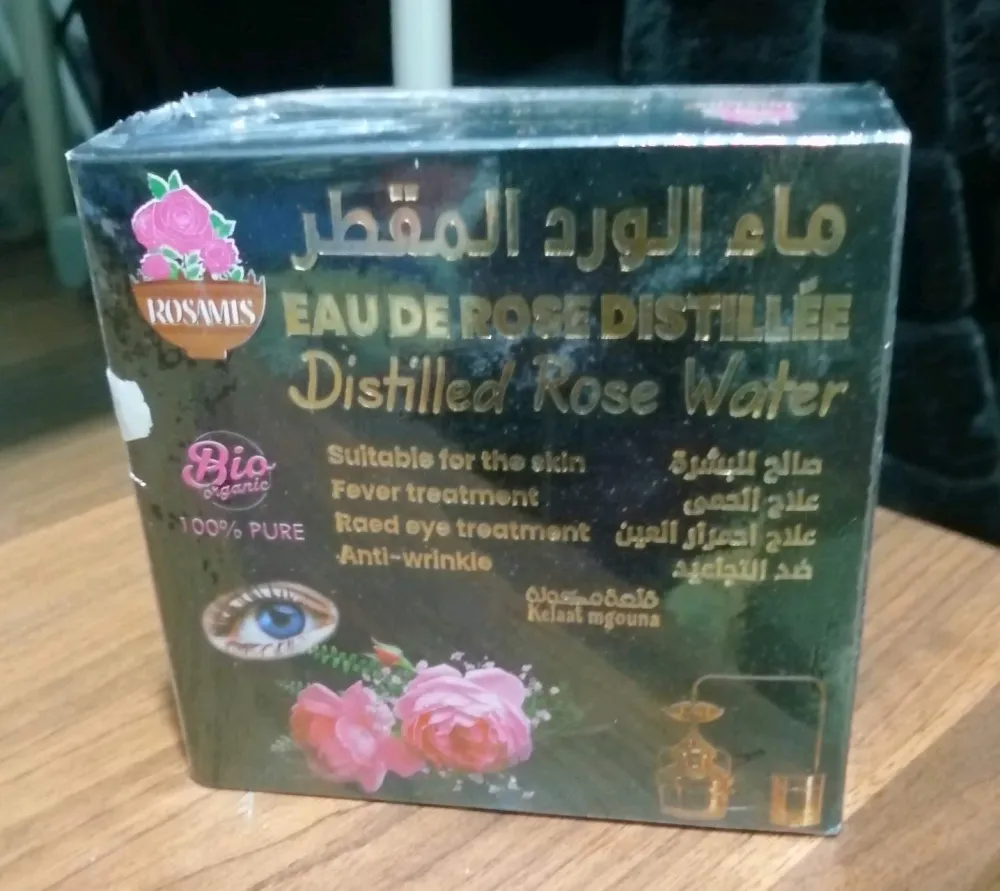 ماء الورد المقطر
EAU DE ROSE DISTILLÉE
Distilled Rose Water
ROSAMIS
Bio
organic
100% PURE
Suitable for the skin
صالح للبشرة
Fever treatment
علاج الحمى
Raed eye treatment
علاج احمرار العين
Anti-wrinkle
ضد التجاعيد
قلعة مكونة
Kelaat mgouna